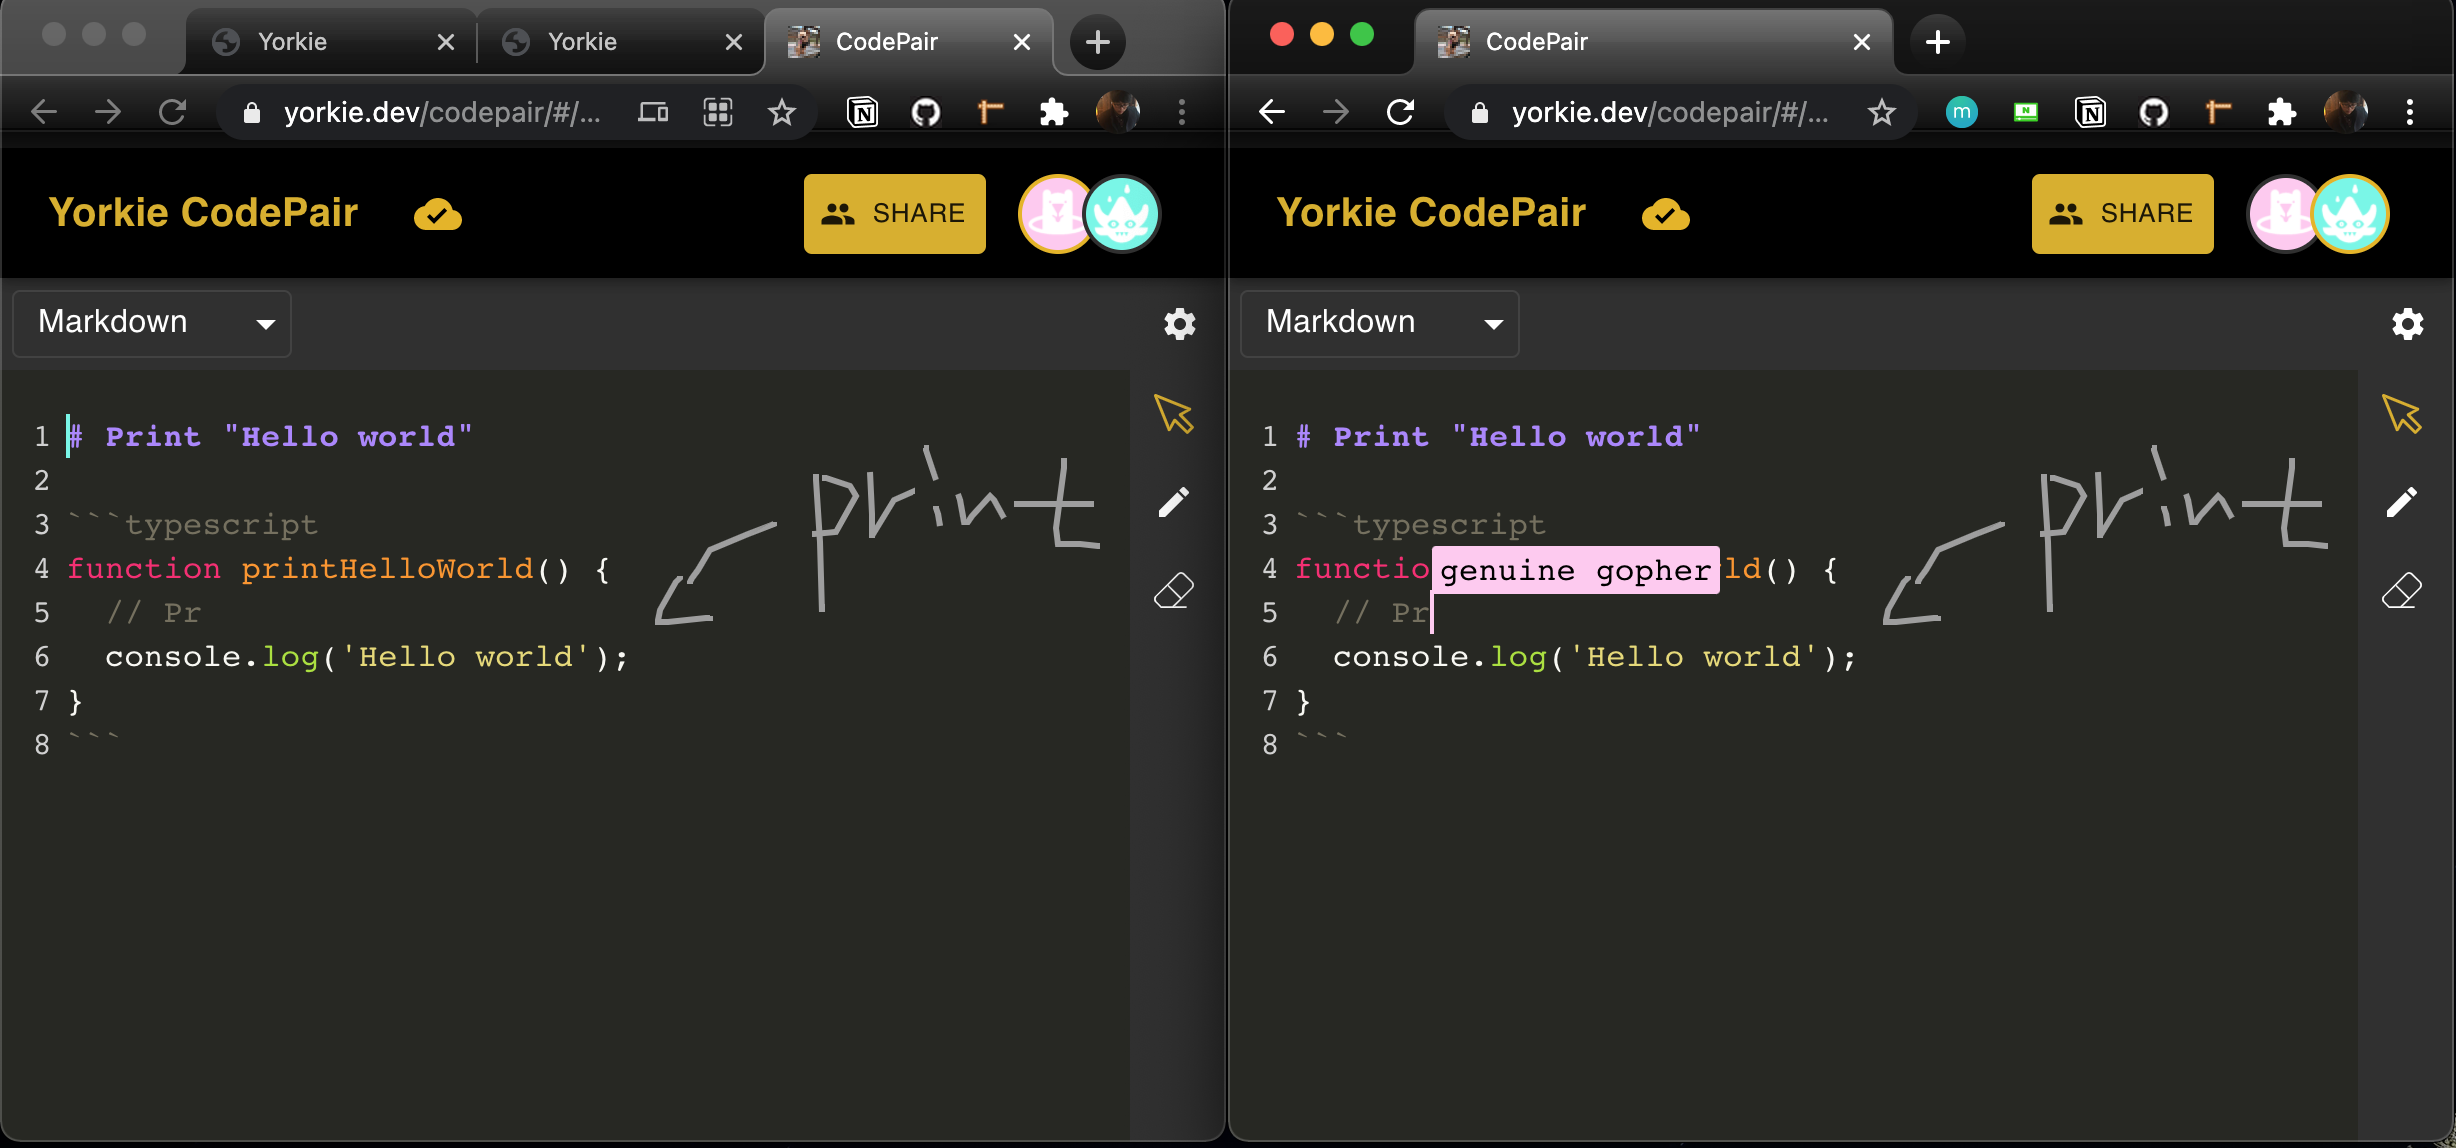 Yorkie
Yorkie
CodePair
yorkie.dev/codepair/#/...
Yorkie CodePair
SHARE
Markdown
1 # Print "Hello world"
2
3 ```typescript
4 function printHelloWorld() {
5 // Pr
6 console.log('Hello world');
7 }
8 ```
print
CodePair
yorkie.dev/codepair/#/...
m
N
Yorkie CodePair
SHARE
Markdown
1 # Print "Hello world"
2
3 ```typescript
4 functio genuine gopher ld() {
5 // Pr
6 console.log('Hello world');
7 }
8 ```
print